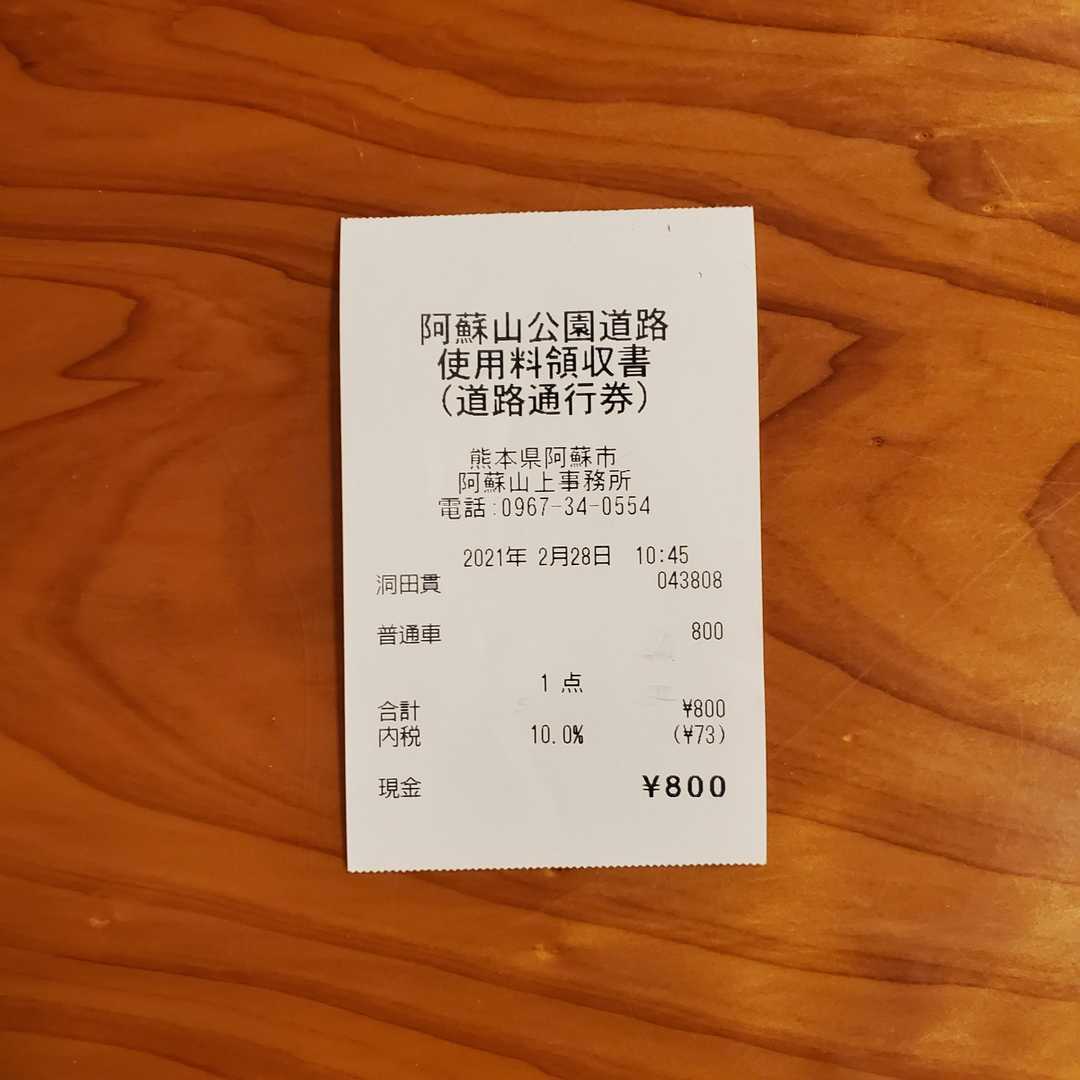 阿蘇山公園道路
使用料領収書
(道路通行券)
熊本県阿蘇市
阿蘇山上事務所
電話:0967-34-0554
2021年 2月28日 10:45
洞田貫 043808
普通車 800
1 点
合計 ¥800
内税 10.0% (¥73)
現金 ¥800